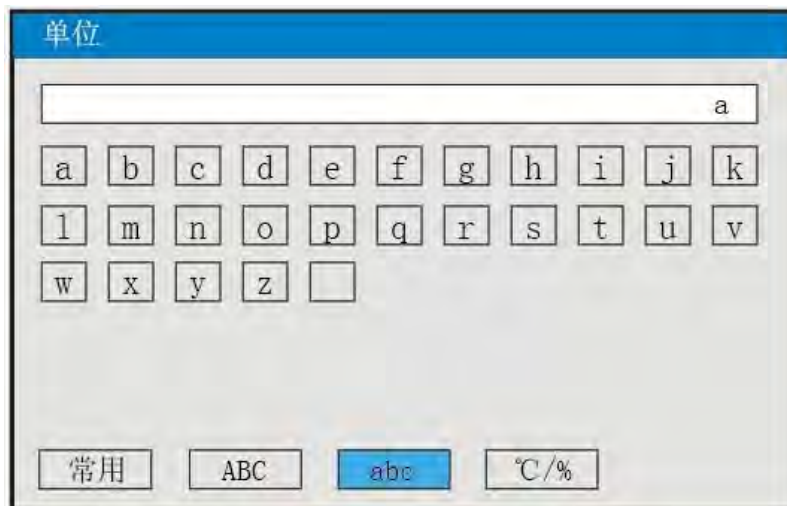 单位
a
a b c d e f g h i j k
l m n o p q r s t u v
w x y z
常用 ABC abc ℃/%